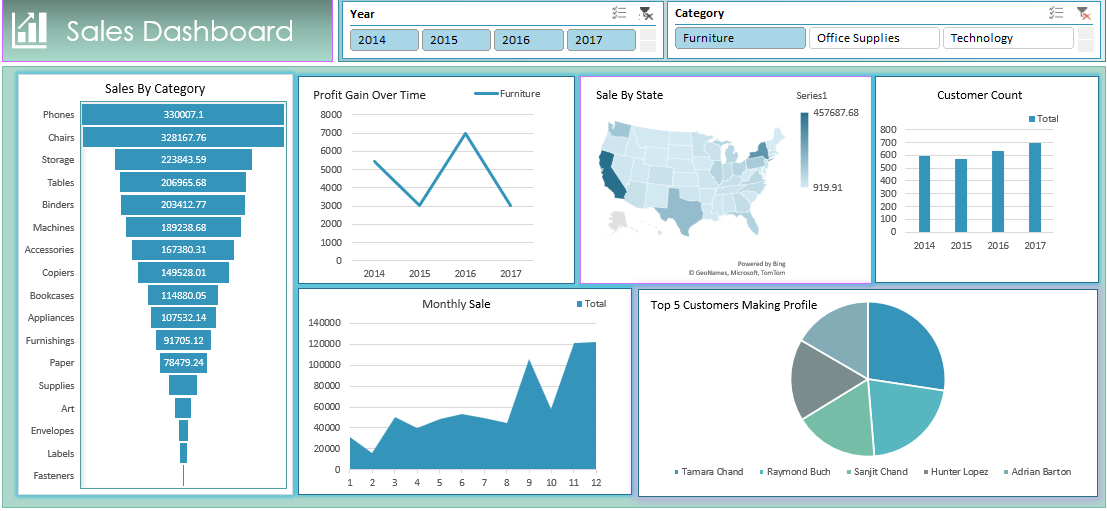 Sales Dashboard
Year
2014 2015 2016 2017
Category
Furniture Office Supplies Technology
Sales By Category
Phones 330007.1
Chairs 328167.76
Storage 223843.59
Tables 206965.68
Binders 203412.77
Machines 189238.68
Accessories 167380.31
Copiers 149528.01
Bookcases 114880.05
Appliances 107532.14
Furnishings 91705.12
Paper 78479.24
Supplies
Art
Envelopes
Labels
Fasteners
Profit Gain Over Time
Furniture
8000
7000
6000
5000
4000
3000
2000
1000
0
2014 2015 2016 2017
Sale By State
Series1
457687.68
919.91
Powered by Bing
© GeoNames, Microsoft, TomTom
Customer Count
Total
800
700
600
500
400
300
200
100
0
2014 2015 2016 2017
Monthly Sale
Total
140000
120000
100000
80000
60000
40000
20000
0
1 2 3 4 5 6 7 8 9 10 11 12
Top 5 Customers Making Profile
Tamara Chand Raymond Buch Sanjit Chand Hunter Lopez Adrian Barton